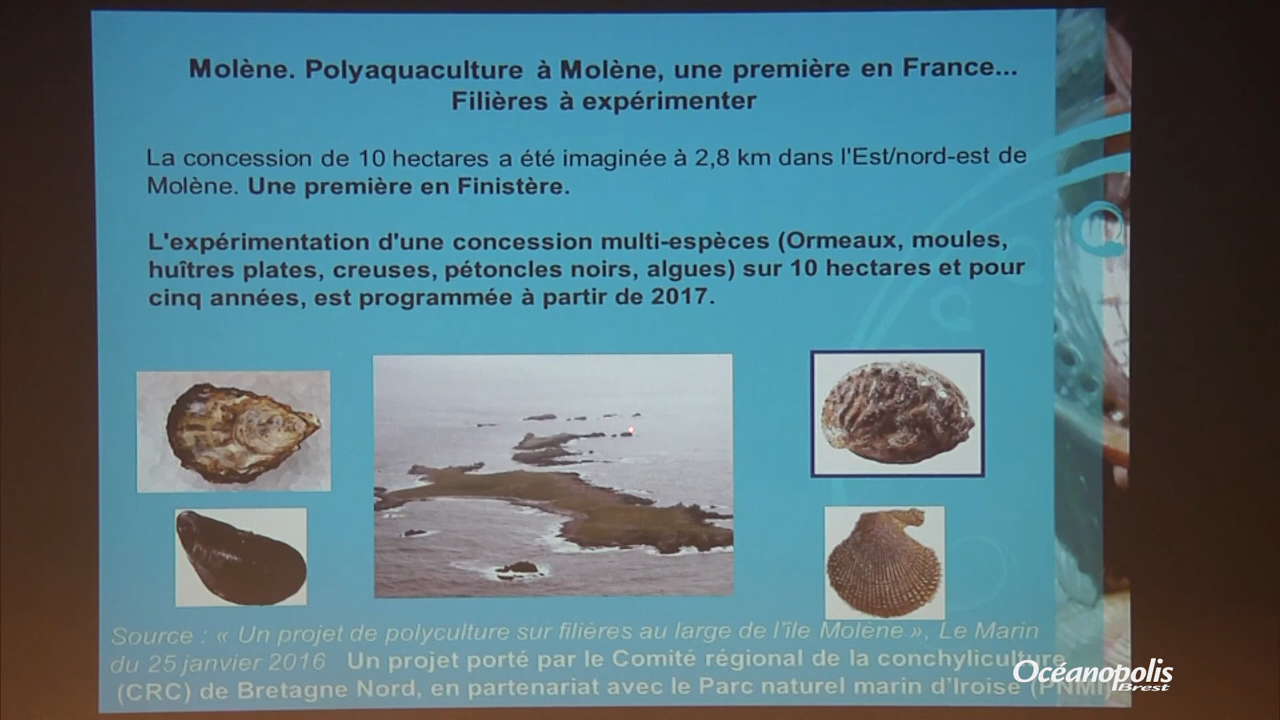 Molène. Polyaquaculture à Molène, une première en France...
Filières à expérimenter
La concession de 10 hectares a été imaginée à 2,8 km dans l'Est/nord-est de
Molène. Une première en Finistère.
L'expérimentation d'une concession multi-espèces (Ormeaux, moules,
huîtres plates, creuses, pétoncles noirs, algues) sur 10 hectares et pour
cinq années, est programmée à partir de 2017.
Source : « Un projet de polyculture sur filières au large de l'île Molène », Le Marin
du 25 janvier 2016 Un projet porté par le Comité régional de la conchyliculture
(CRC) de Bretagne Nord, en partenariat avec le Parc naturel marin d'Iroise (PNMI)
Océanopolis
Brest